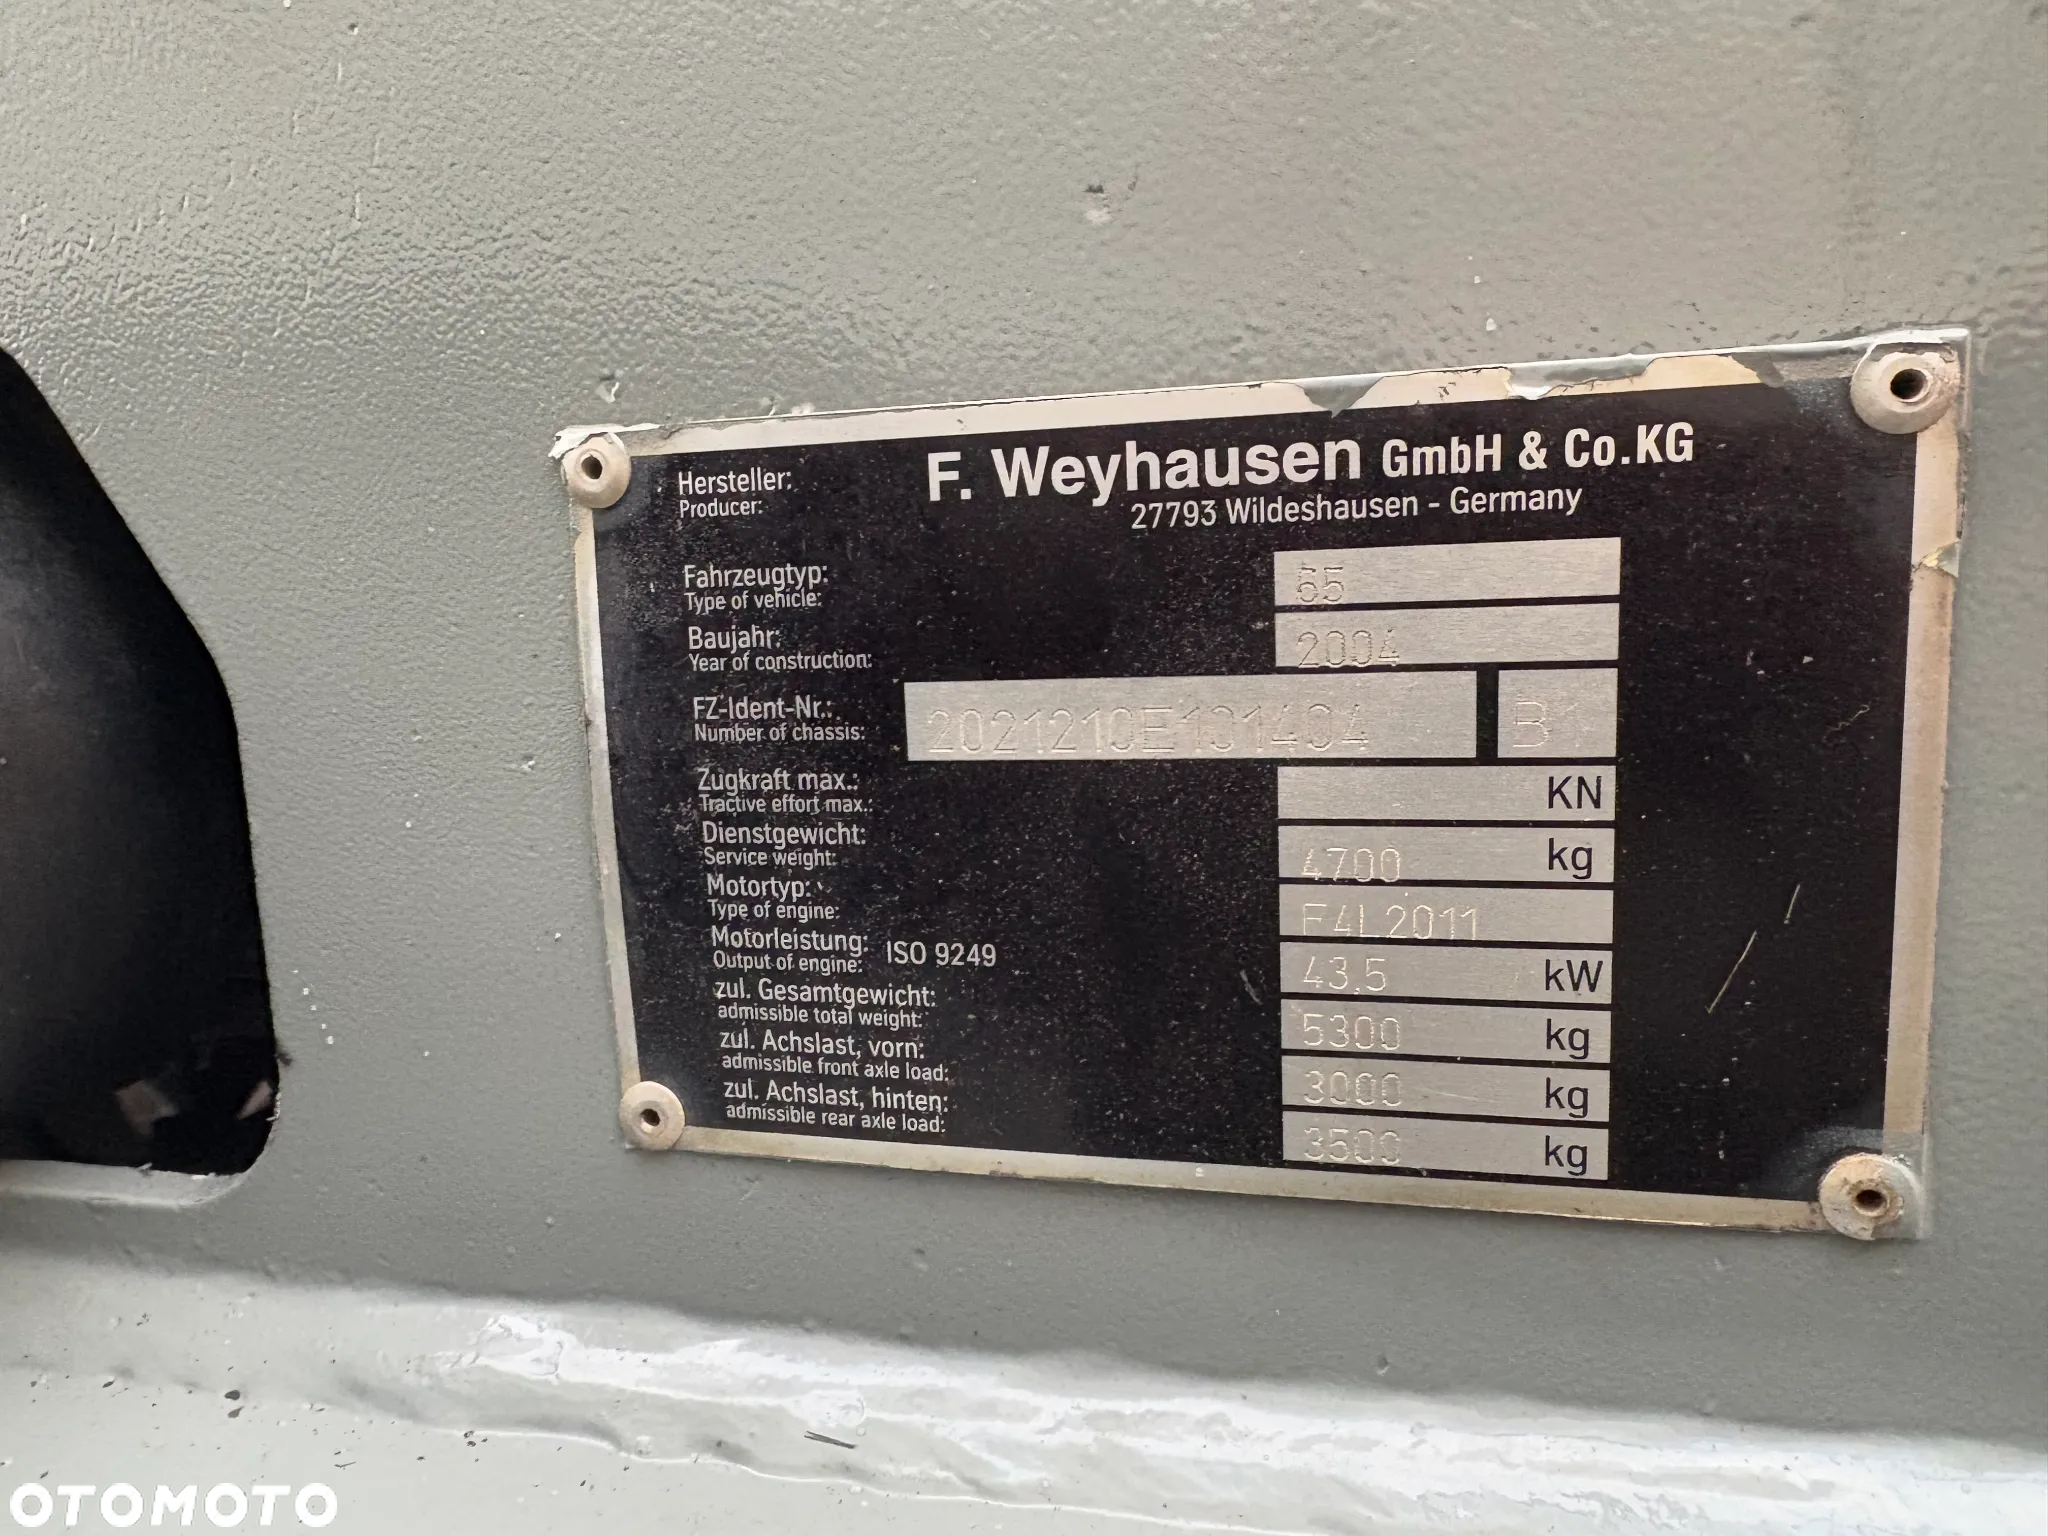 Hersteller: F. Weyhausen GmbH & Co.KG
Producer: 27793 Wildeshausen - Germany
Fahrzeugtyp:
Type of vehicle: 65
Baujahr:
Year of construction: 2004
FZ-Ident-Nr.:
Number of chassis: 2021210E101404 B1
Zugkraft max.: KN
Tractive effort max.:
Dienstgewicht:
Service weight: 4700 kg
Motortyp:
Type of engine: F4L2011
Motorleistung: ISO 9249
Output of engine: 43,5 kW
zul. Gesamtgewicht:
admissible total weight: 5300 kg
zul. Achslast, vorn:
admissible front axle load: 3000 kg
zul. Achslast, hinten:
admissible rear axle load: 3500 kg
OTOMOTO